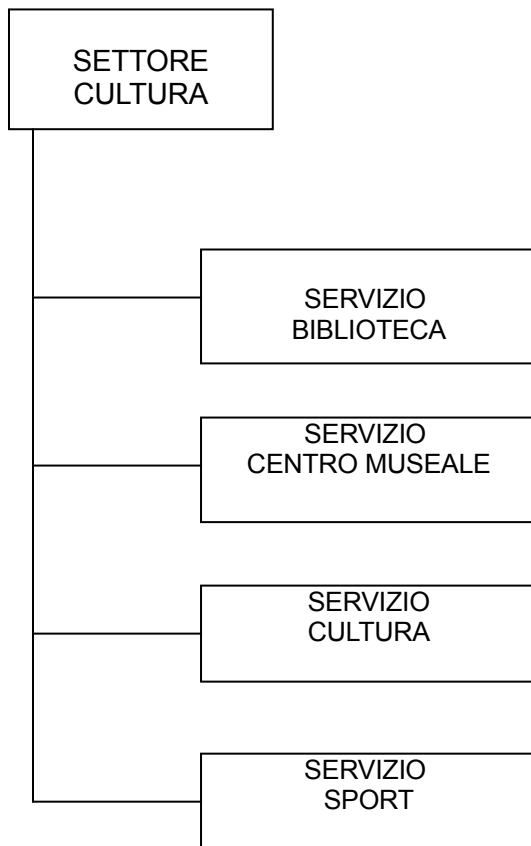 SETTORE
CULTURA
SERVIZIO
BIBLIOTECA
SERVIZIO
CENTRO MUSEALE
SERVIZIO
CULTURA
SERVIZIO
SPORT